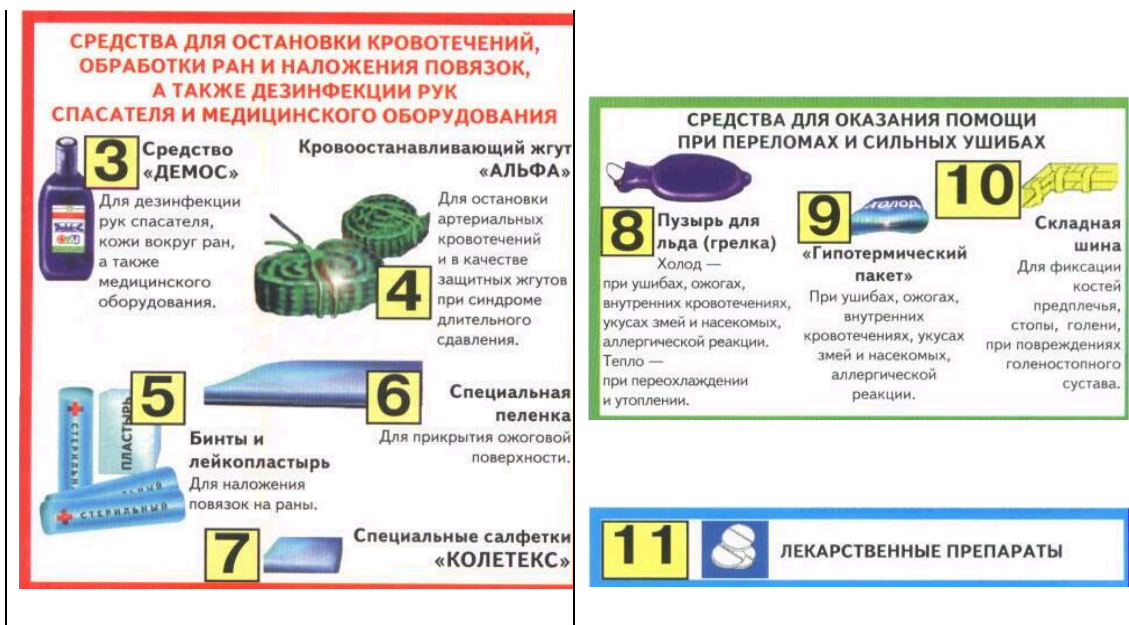 СРЕДСТВА ДЛЯ ОСТАНОВКИ КРОВОТЕЧЕНИЙ,
ОБРАБОТКИ РАН И НАЛОЖЕНИЯ ПОВЯЗОК,
А ТАКЖЕ ДЕЗИНФЕКЦИИ РУК
СПАСАТЕЛЯ И МЕДИЦИНСКОГО ОБОРУДОВАНИЯ
3
Средство
«ДЕМОС»
Для дезинфекции
рук спасателя,
кожи вокруг ран,
а также
медицинского
оборудования.
Кровоостанавливающий жгут
«АЛЬФА»
Для остановки
артериальных
кровотечений
и в качестве
защитных жгутов
при синдроме
длительного
сдавления.
4
5
ПЛАСТЫРЬ
СТЕРИЛЬНЫЙ
СТЕРИЛЬНЫЙ
Бинты и
лейкопластырь
Для наложения
повязок на раны.
6
Специальная
пеленка
Для прикрытия ожоговой
поверхности.
7
Специальные салфетки
«КОЛЕТЕКС»
СРЕДСТВА ДЛЯ ОКАЗАНИЯ ПОМОЩИ
ПРИ ПЕРЕЛОМАХ И СИЛЬНЫХ УШИБАХ
8
Пузырь для
льда (грелка)
Холод —
при ушибах, ожогах,
внутренних кровотечениях,
укусах змей и насекомых,
аллергической реакции.
Тепло —
при переохлаждении
и утоплении.
9
ХОЛОД
«Гипотермический
пакет»
При ушибах, ожогах,
внутренних
кровотечениях, укусах
змей и насекомых,
аллергической
реакции.
10
Складная
шина
Для фиксации
костей
предплечья,
стопы, голени,
при повреждениях
голеностопного
сустава.
11
ЛЕКАРСТВЕННЫЕ ПРЕПАРАТЫ